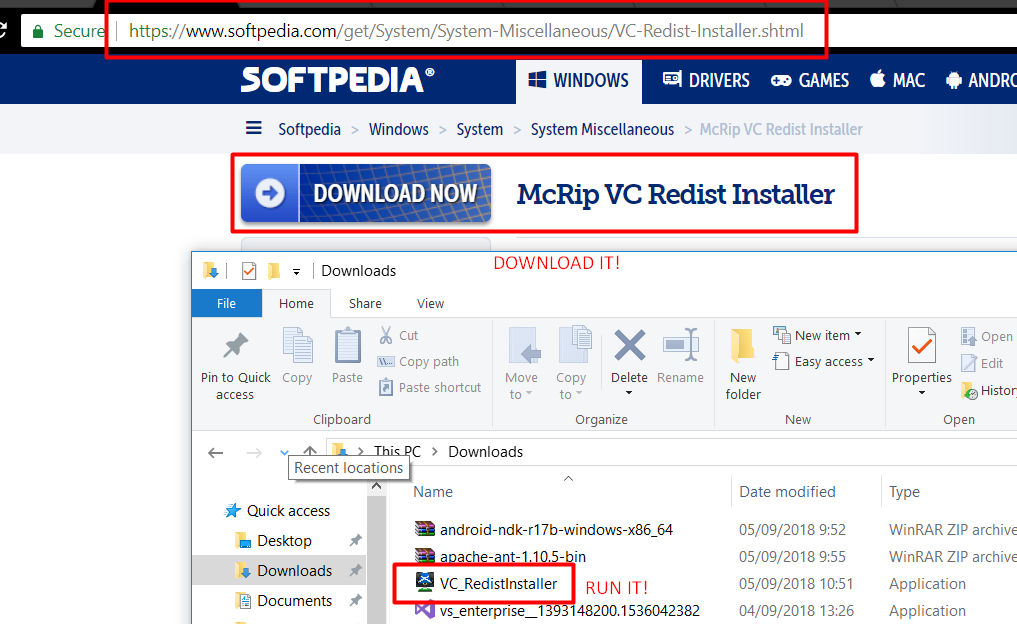 Secure https://www.softpedia.com/get/System/System-Miscellaneous/VC-Redist-Installer.shtml
SOFTPEDIA® WINDOWS DRIVERS GAMES MAC ANDRO
Softpedia > Windows > System > System Miscellaneous > McRip VC Redist Installer
DOWNLOAD NOW McRip VC Redist Installer
DOWNLOAD IT!
Downloads
File Home Share View
Pin to Quick access
Copy
Paste
Cut
Copy path
Paste shortcut
Clipboard
Move to
Copy to
Delete
Rename
Organize
New folder
New item
Easy access
New
Properties
Open
Edit
History
Open
This PC > Downloads
Recent locations
Name Date modified Type
Quick access
Desktop
Downloads
Documents
android-ndk-r17b-windows-x86_64 05/09/2018 9:52 WinRAR ZIP archive
apache-ant-1.10.5-bin 05/09/2018 9:55 WinRAR ZIP archive
VC_RedistInstaller 05/09/2018 10:51 Application
RUN IT!
vs_enterprise__1393148200.1536042382 04/09/2018 13:26 Application